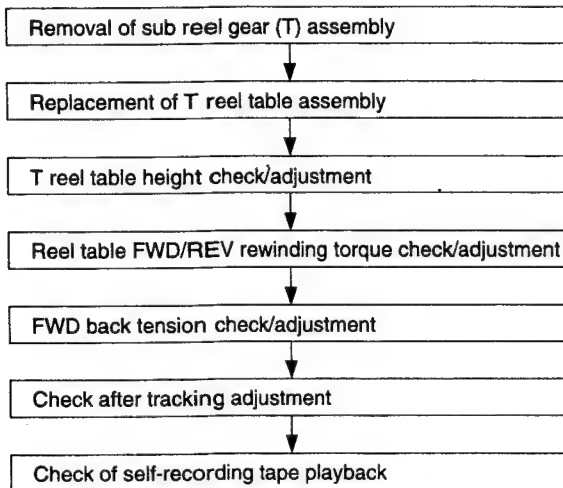 Removal of sub reel gear (T) assembly
Replacement of T reel table assembly
T reel table height check/adjustment
Reel table FWD/REV rewinding torque check/adjustment
FWD back tension check/adjustment
Check after tracking adjustment
Check of self-recording tape playback